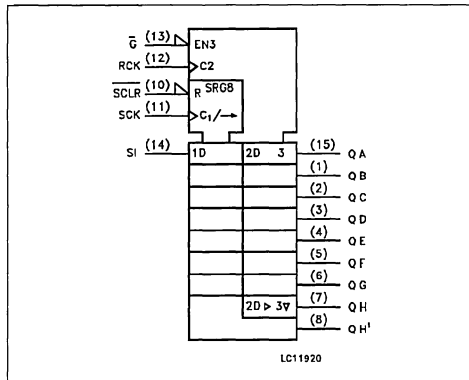 G̅ (13) EN3
RCK (12) C2
S̅C̅L̅R̅ (10) R SRG8
SCK (11) C1/→
SI (14) 1D 2D 3 (15) QA
(1) QB
(2) QC
(3) QD
(4) QE
(5) QF
(6) QG
2D ▷ 3▽ (7) QH
(8) QH'
LC11920